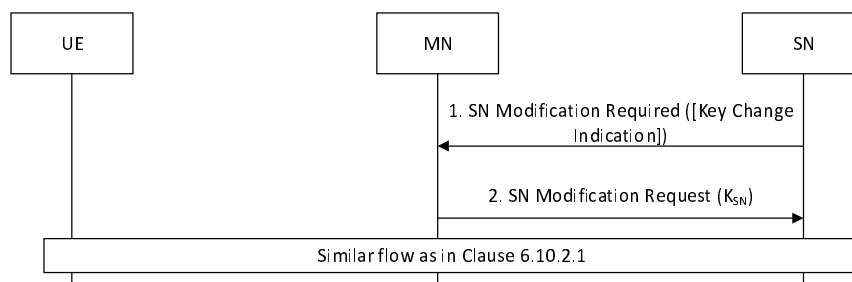 UE
MN
SN
1. SN Modification Required ([Key Change
Indication])
2. SN Modification Request (KSN)
Similar flow as in Clause 6.10.2.1